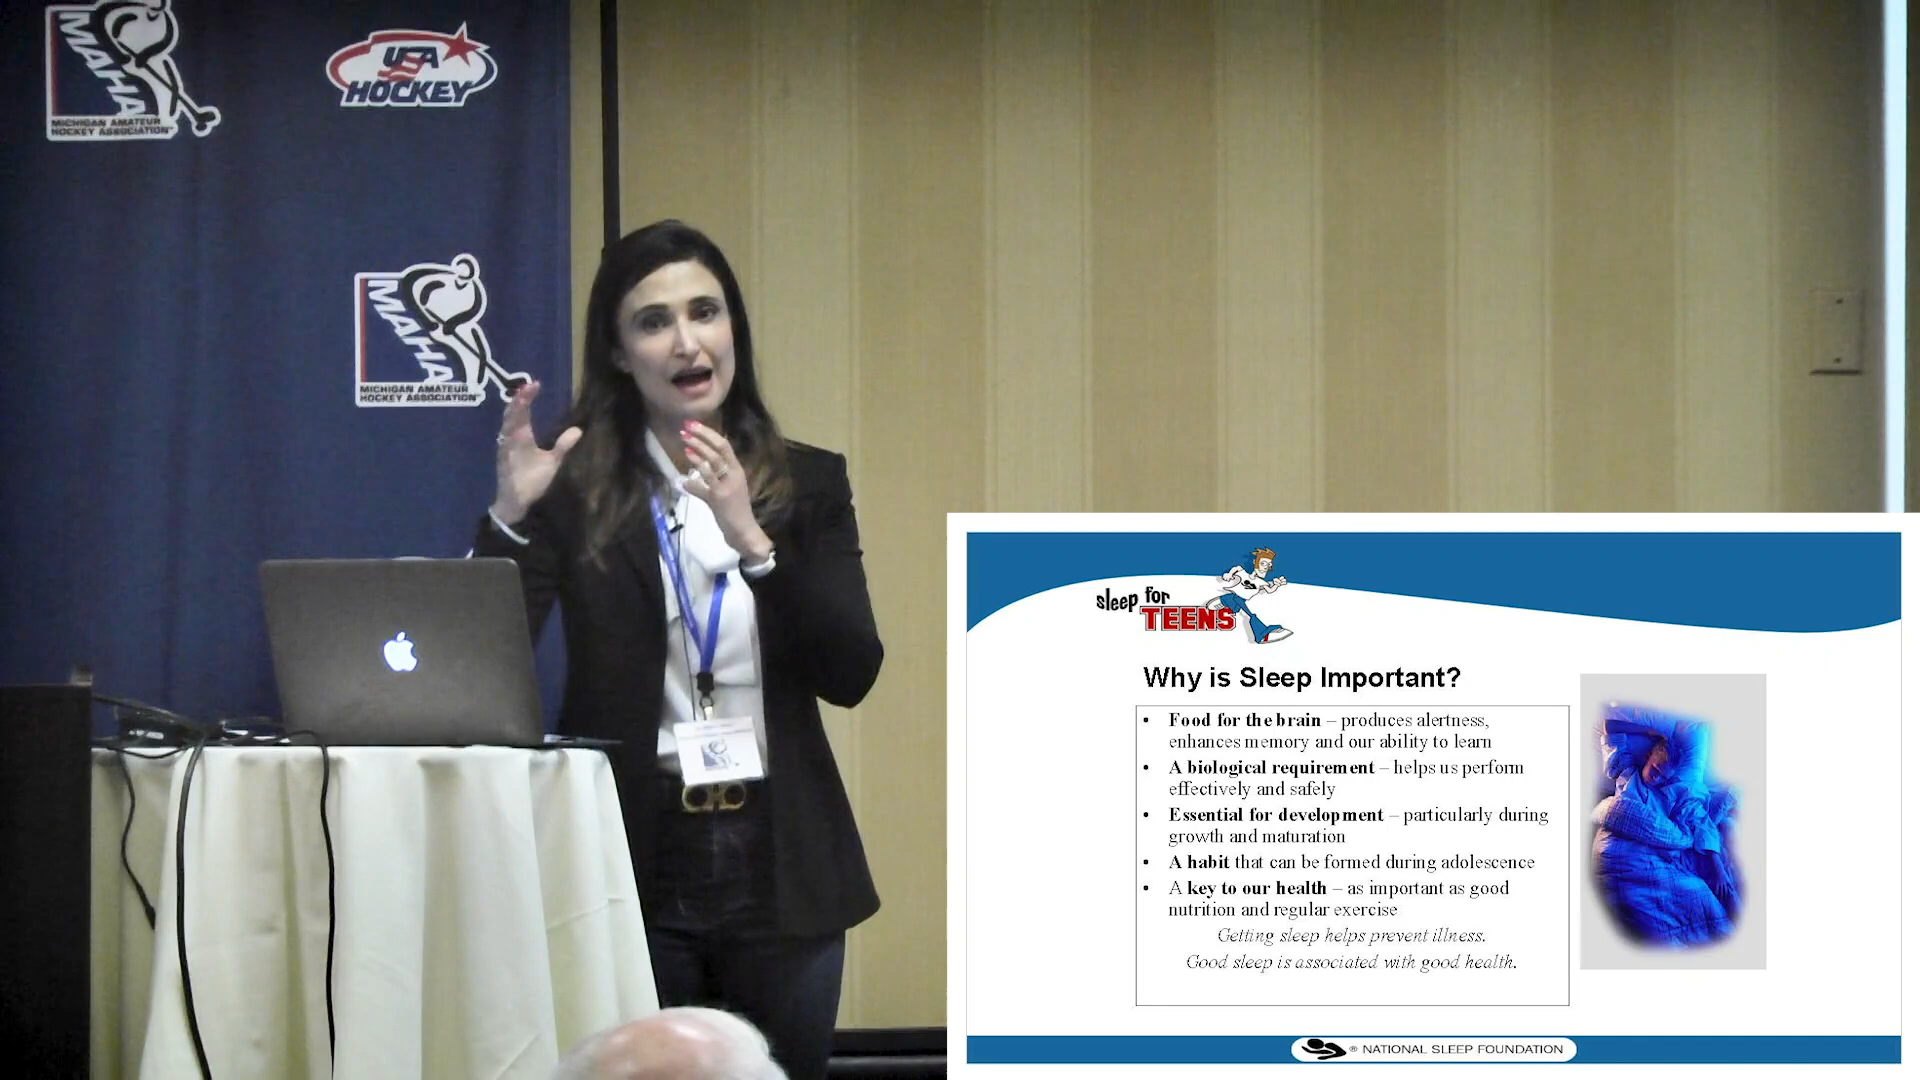 MAHA
MICHIGAN AMATEUR
HOCKEY ASSOCIATION
USA
HOCKEY
MAHA
MICHIGAN AMATEUR
HOCKEY ASSOCIATION
sleep for
TEENS
Why is Sleep Important?
• Food for the brain – produces alertness,
enhances memory and our ability to learn
• A biological requirement – helps us perform
effectively and safely
• Essential for development – particularly during
growth and maturation
• A habit that can be formed during adolescence
• A key to our health – as important as good
nutrition and regular exercise
Getting sleep helps prevent illness.
Good sleep is associated with good health.
® NATIONAL SLEEP FOUNDATION